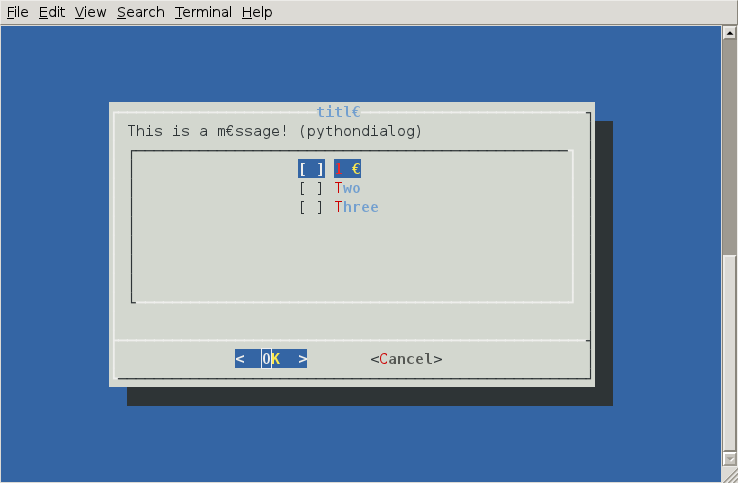 File Edit View Search Terminal Help
titl€
This is a m€ssage! (pythondialog)
[ ] T €
[ ] Two
[ ] Three
< OK > <Cancel>